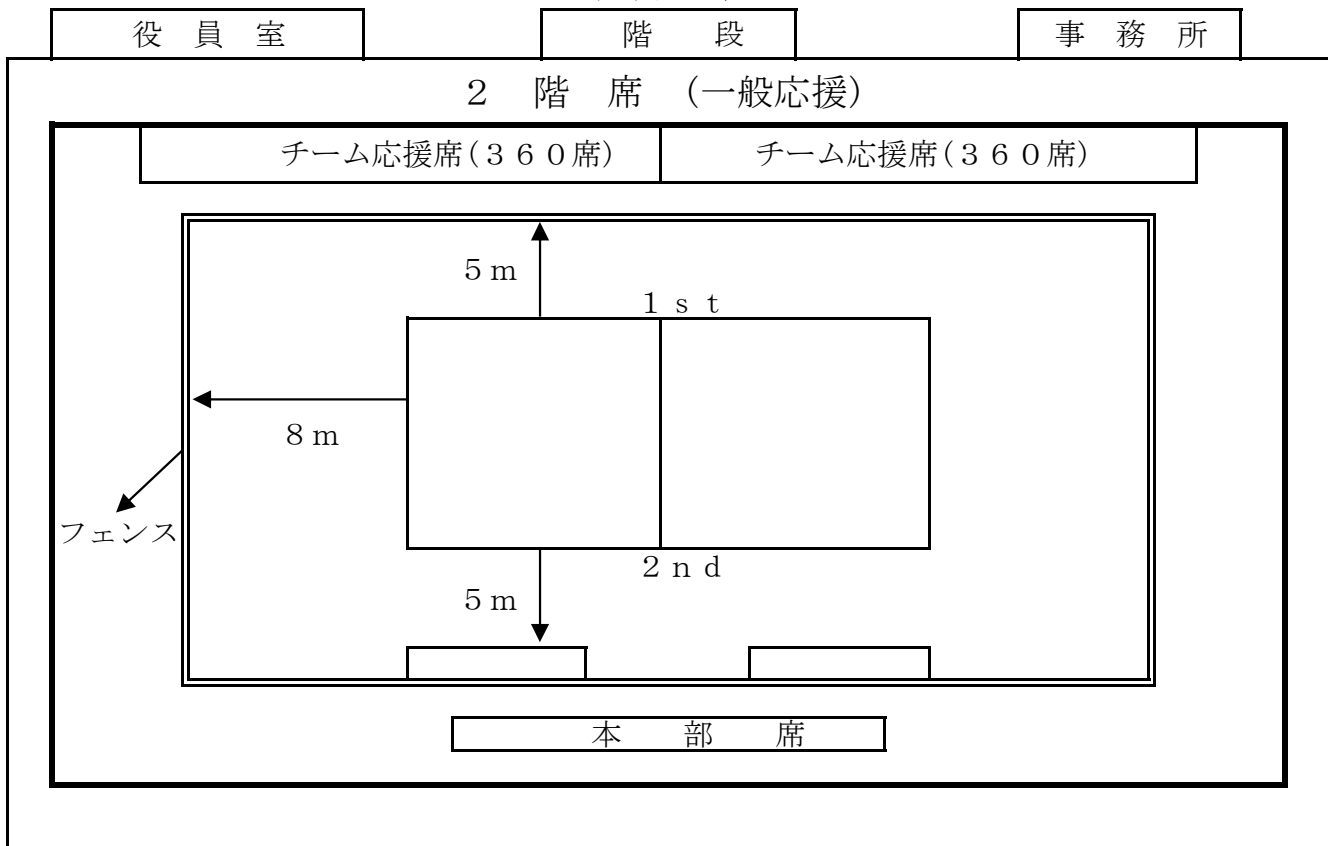 役 員 室
階 段
事 務 所
２ 階 席 （一般応援）
チーム応援席（３６０席）
チーム応援席（３６０席）
５ｍ
１ｓｔ
８ｍ
フェンス
２ｎｄ
５ｍ
本 部 席